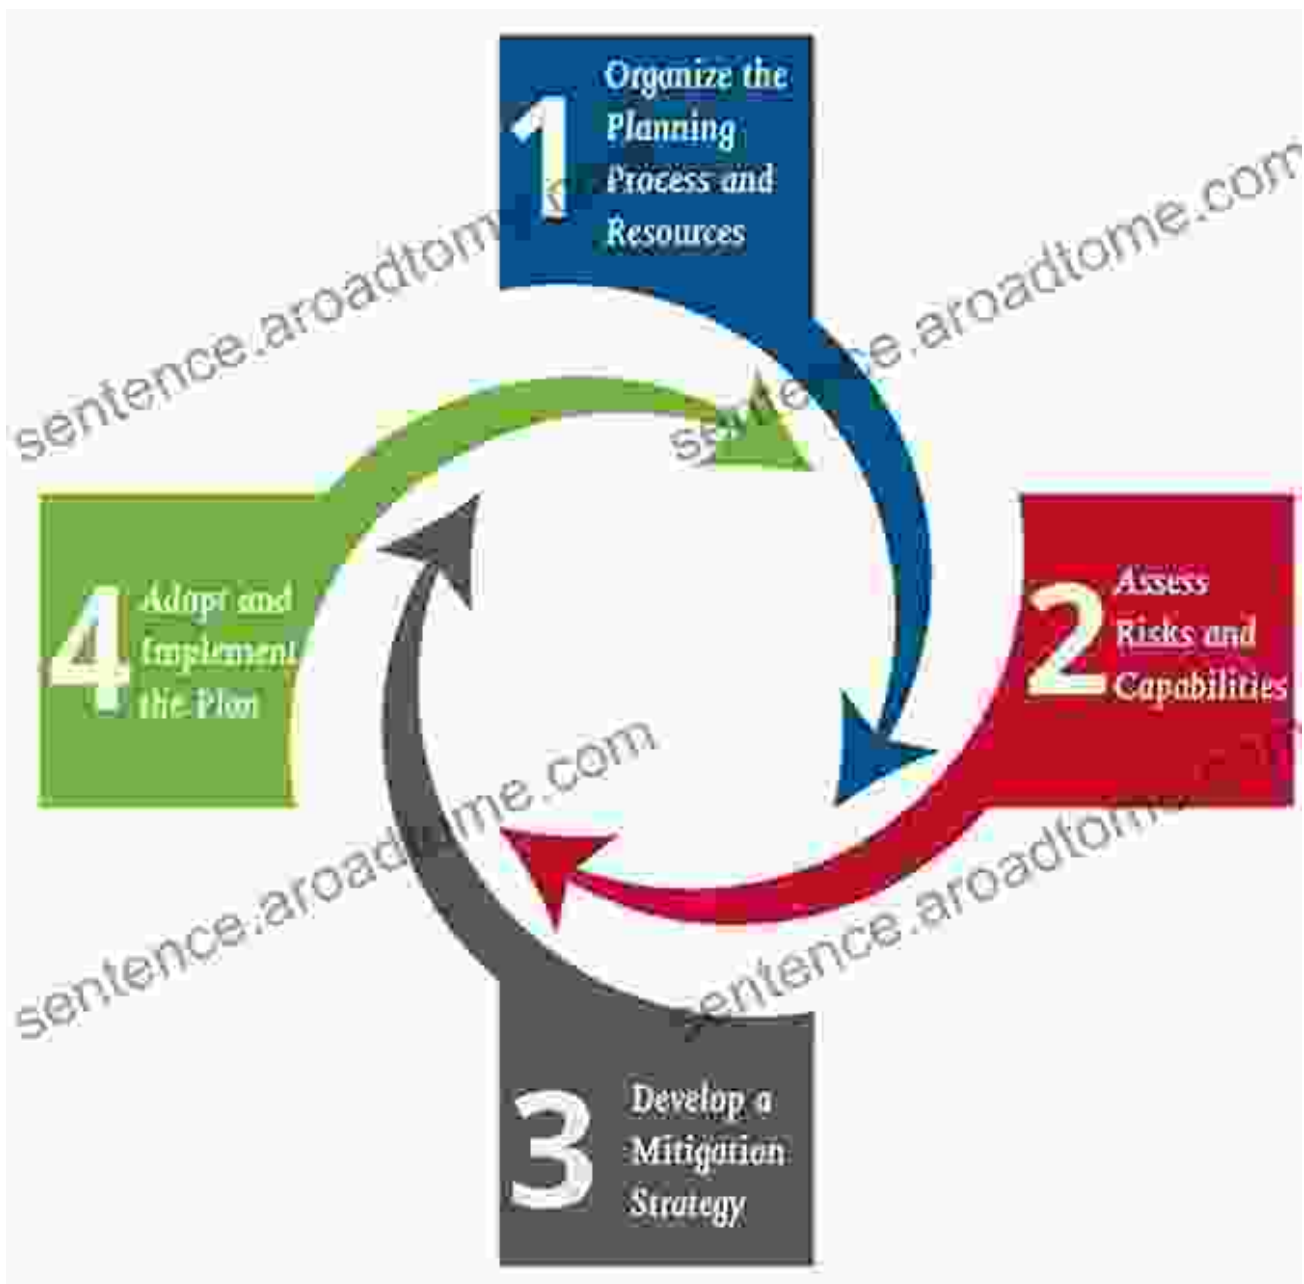 1
Organize the
Planning
Process and
Resources
2
Assess
Risks and
Capabilities
3
Develop a
Mitigation
Strategy
4
Adapt and
Implement
the Plan
sentence.aroadtome.com
sentence.aroadtome.com
sentence.aroadtome.com
sentence.aroadtome.com